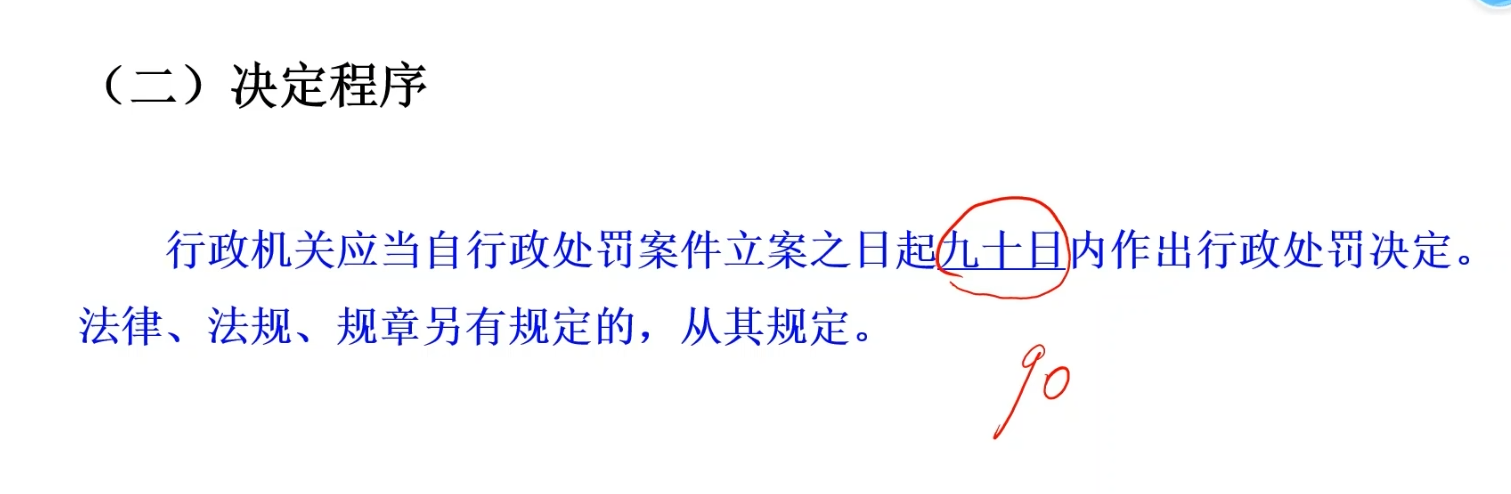 （二）决定程序
行政机关应当自行政处罚案件立案之日起九十日内作出行政处罚决定。
法律、法规、规章另有规定的，从其规定。
90